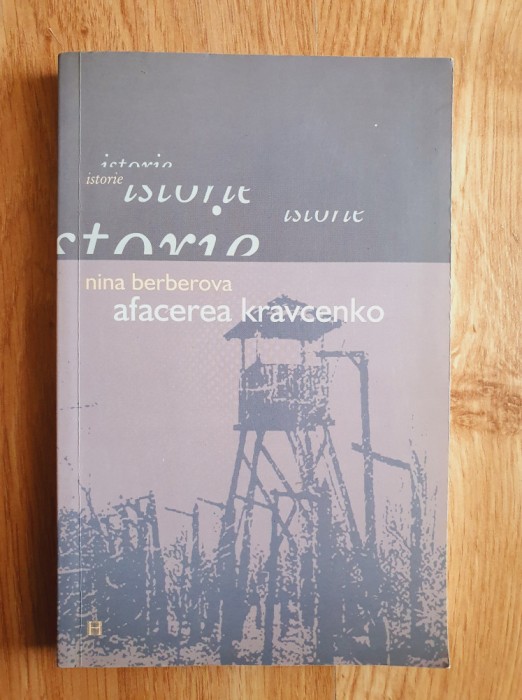 istorie
istorie
istorie
istorie
istorie
nina berberova
afacerea kravcenko
H